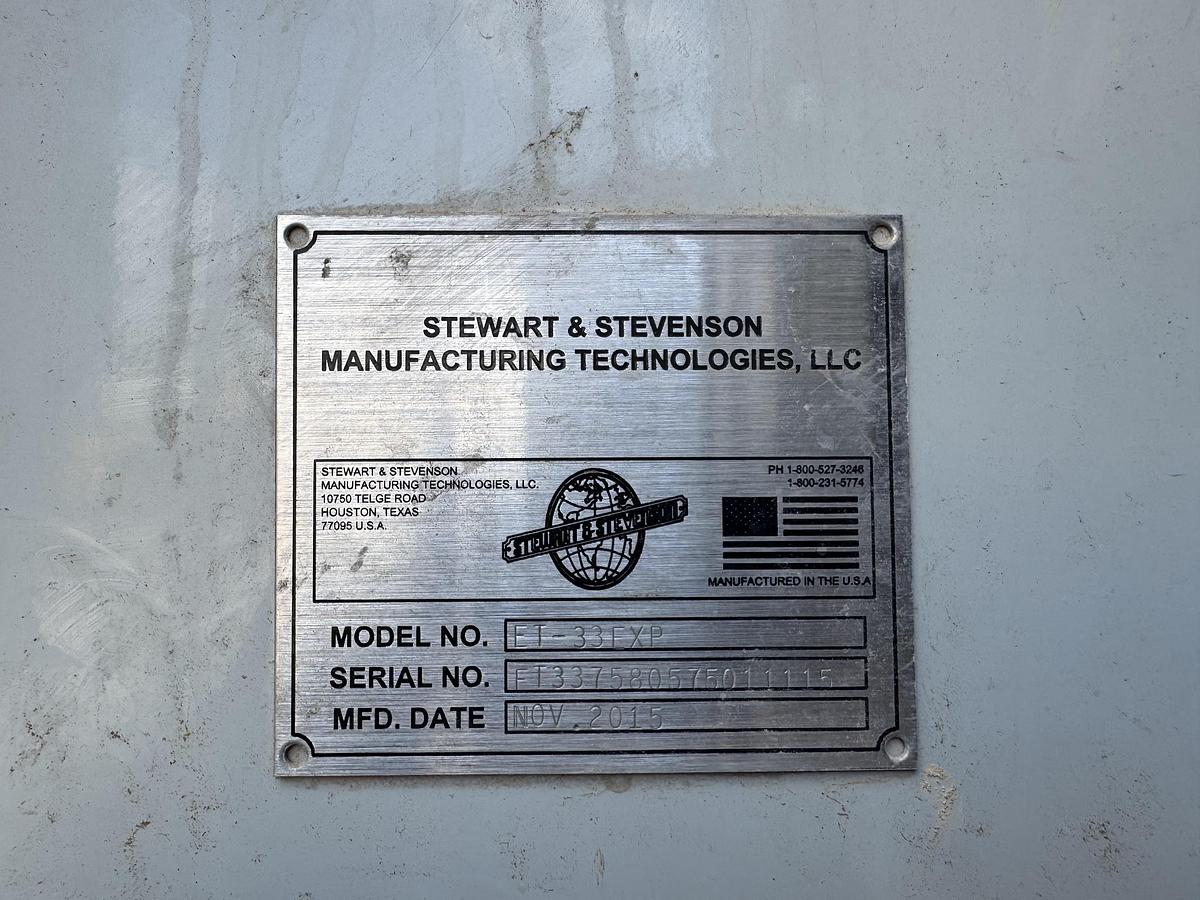 STEWART & STEVENSON
MANUFACTURING TECHNOLOGIES, LLC
STEWART & STEVENSON
MANUFACTURING TECHNOLOGIES, LLC.
10750 TELGE ROAD
HOUSTON, TEXAS
77095 U.S.A.
STEWART & STEVENSON
PH 1-800-527-3246
1-800-231-5774
MANUFACTURED IN THE U.S.A
MODEL NO. ET-33EXP
SERIAL NO. ET337580575011115
MFD. DATE NOV.2015